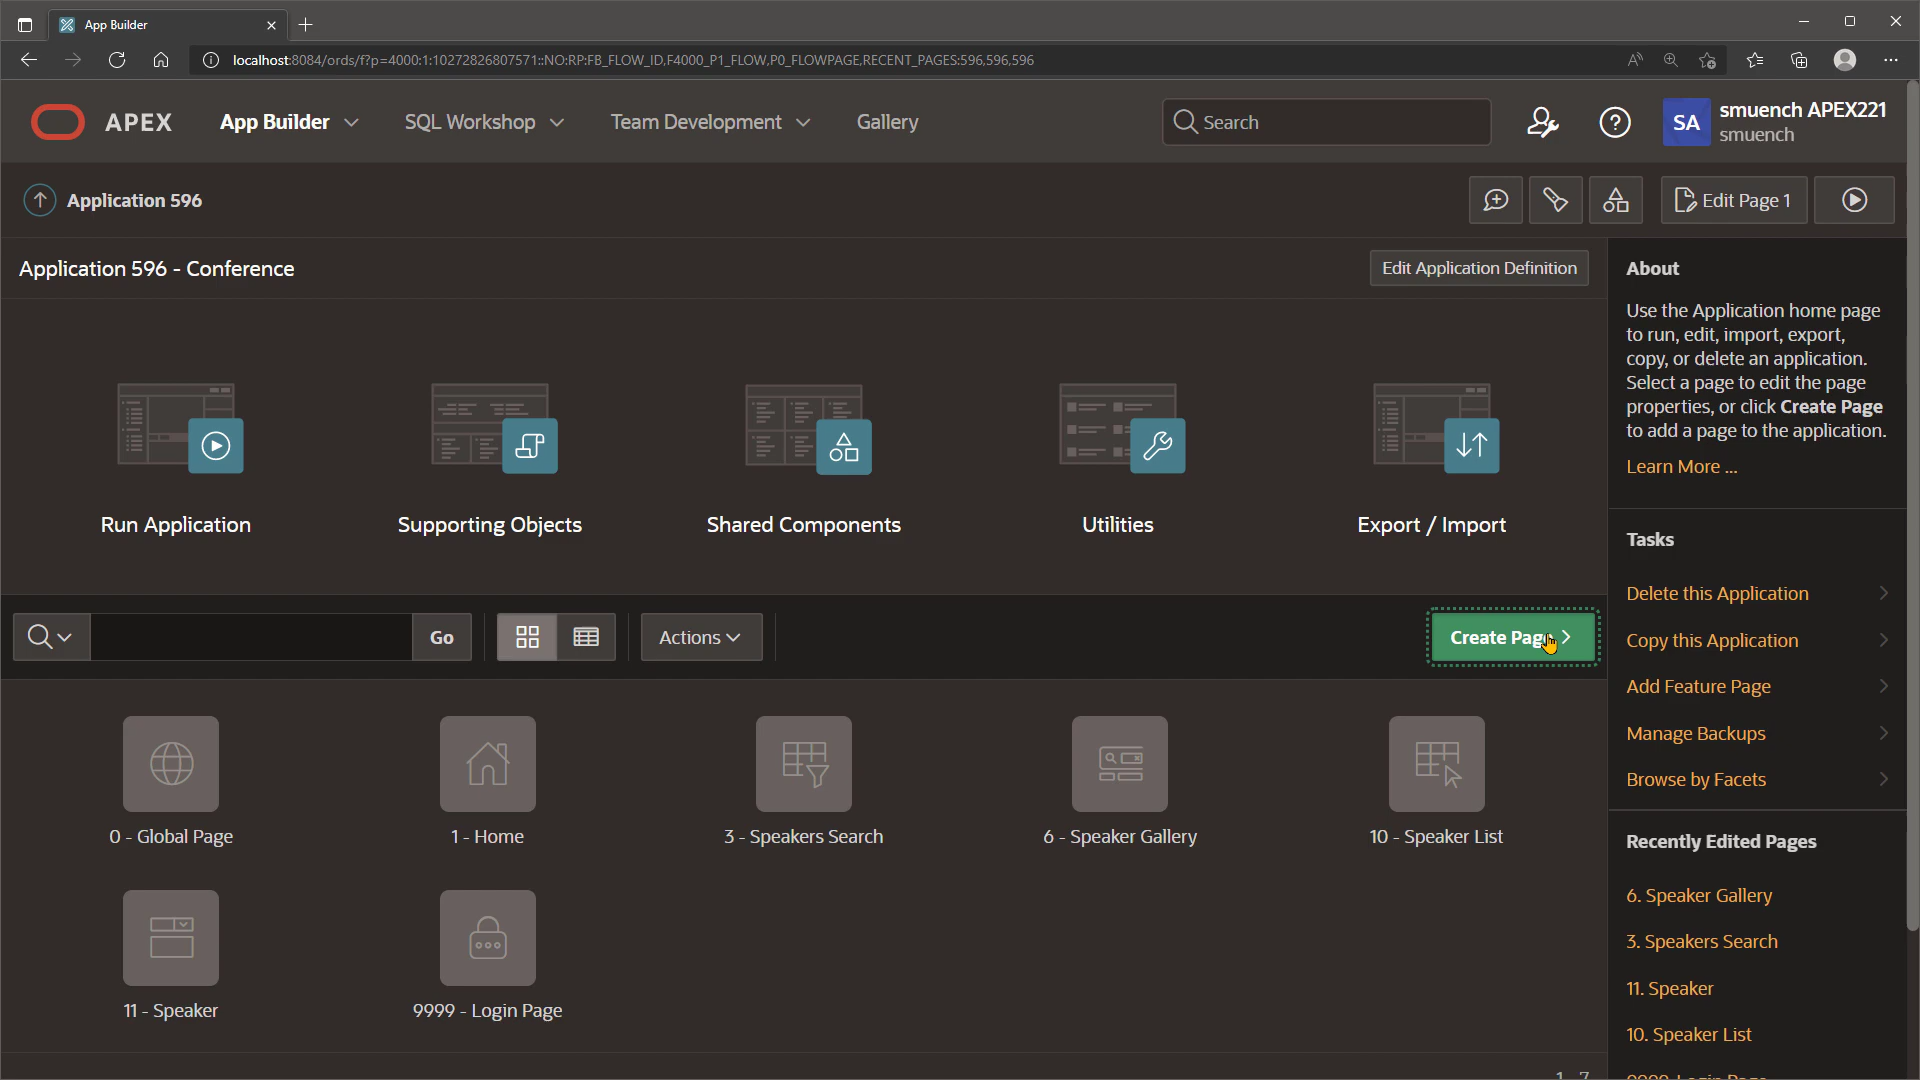 App Builder
localhost:8084/ords/f?p=4000:1:10272826807571::NO:RP:FB_FLOW_ID,F4000_P1_FLOW,P0_FLOWPAGE,RECENT_PAGES:596,596,596
APEX
App Builder
SQL Workshop
Team Development
Gallery
Search
SA
smuench APEX221
smuench
Application 596
Edit Page 1
Application 596 - Conference
Edit Application Definition
Run Application
Supporting Objects
Shared Components
Utilities
Export / Import
Go
Actions
Create Page
0 - Global Page
1 - Home
3 - Speakers Search
6 - Speaker Gallery
10 - Speaker List
11 - Speaker
9999 - Login Page
1 - 7
About
Use the Application home page
to run, edit, import, export,
copy, or delete an application.
Select a page to edit the page
properties, or click Create Page
to add a page to the application.
Learn More ...
Tasks
Delete this Application
Copy this Application
Add Feature Page
Manage Backups
Browse by Facets
Recently Edited Pages
6. Speaker Gallery
3. Speakers Search
11. Speaker
10. Speaker List